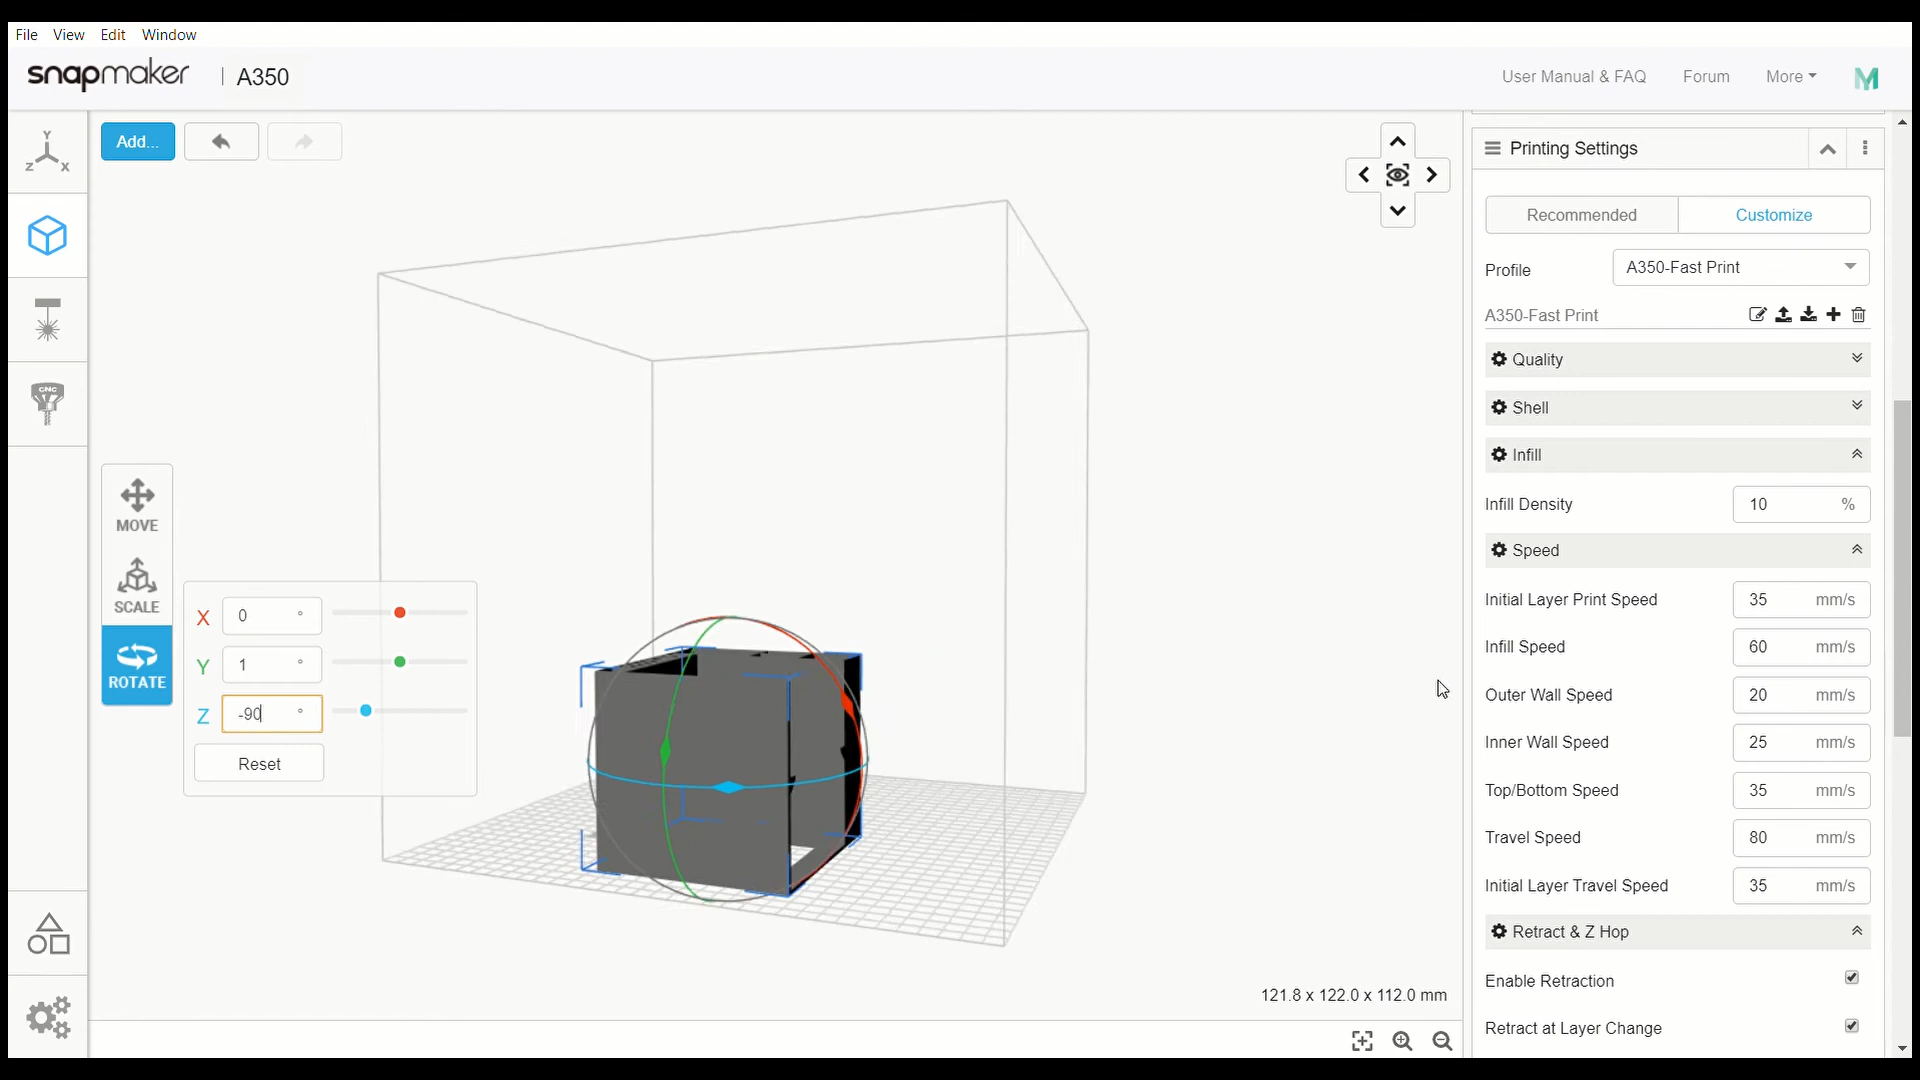 File View Edit Window
snapmaker | A350
User Manual & FAQ Forum More
Y
Z X
Add...
CNC
MOVE
SCALE
ROTATE
X 0 °
Y 1 °
Z -90 °
Reset
121.8 x 122.0 x 112.0 mm
Printing Settings
Recommended Customize
Profile A350-Fast Print
A350-Fast Print
Quality
Shell
Infill
Infill Density 10 %
Speed
Initial Layer Print Speed 35 mm/s
Infill Speed 60 mm/s
Outer Wall Speed 20 mm/s
Inner Wall Speed 25 mm/s
Top/Bottom Speed 35 mm/s
Travel Speed 80 mm/s
Initial Layer Travel Speed 35 mm/s
Retract & Z Hop
Enable Retraction
Retract at Layer Change